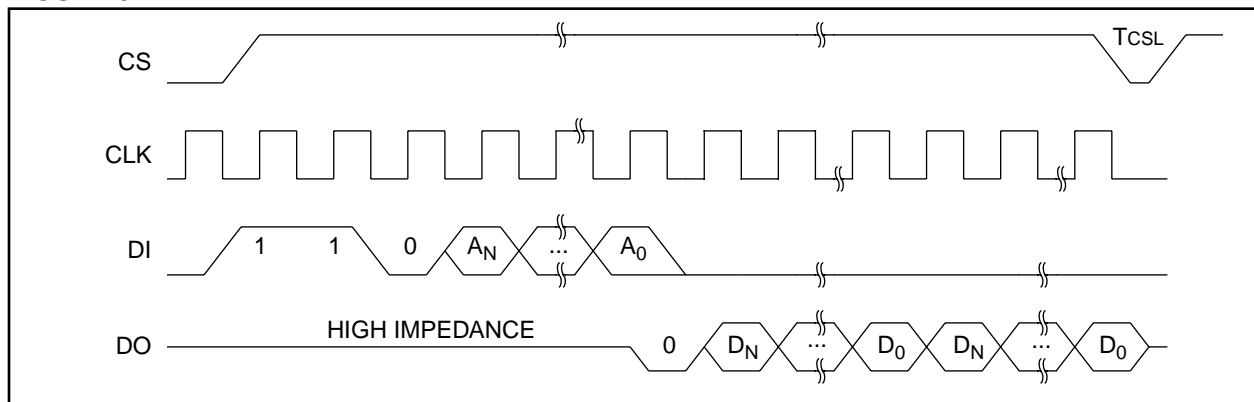 CS TCSL
CLK
DI 1 1 0 AN ... A0
DO HIGH IMPEDANCE 0 DN ... D0 DN ... D0